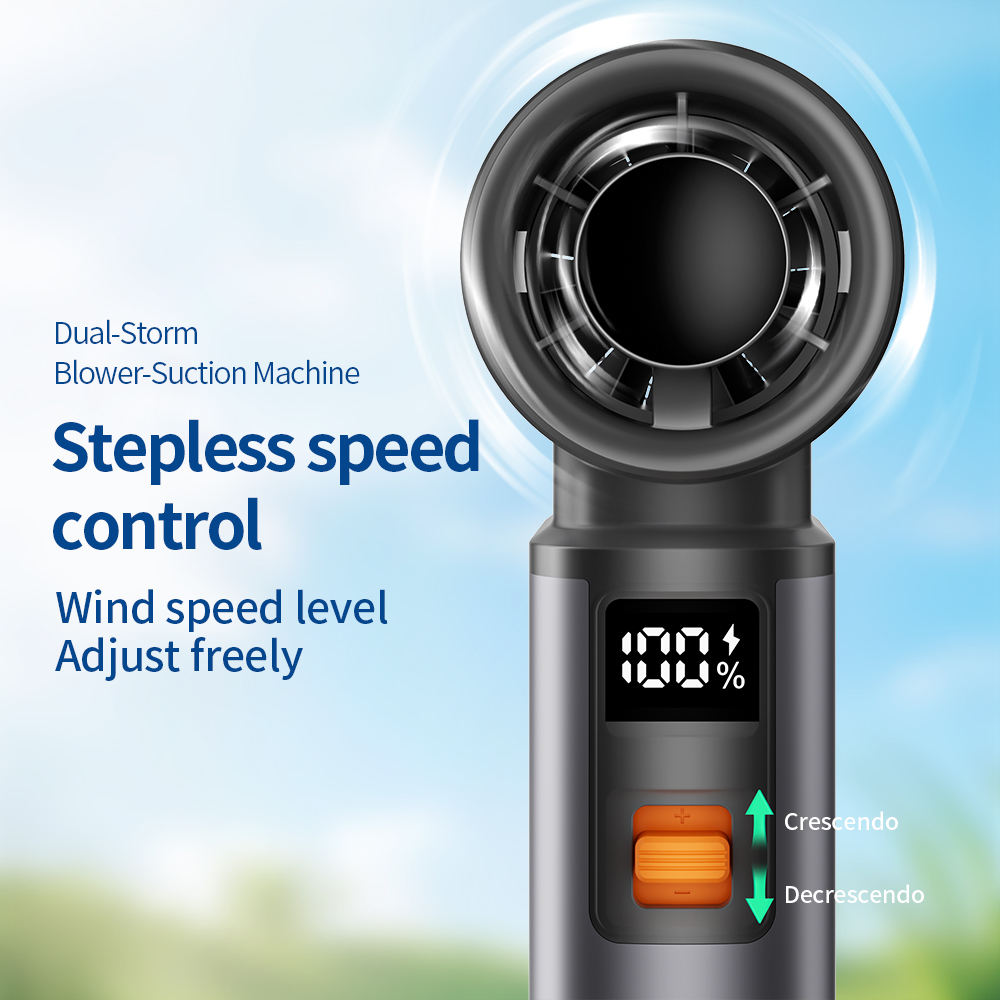 Dual-Storm
Blower-Suction Machine
Stepless speed
control
Wind speed level
Adjust freely
100%
+
Crescendo
−
Decrescendo